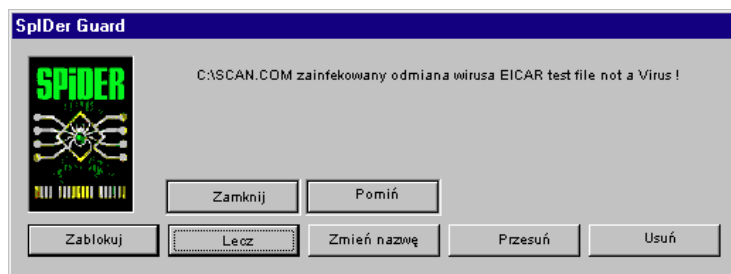 SpIDer Guard
SPiDER
C:\SCAN.COM zainfekowany odmiana wirusa EICAR test file not a Virus !
Zamknij
Pomiń
Zablokuj
Lecz
Zmień nazwę
Przesuń
Usuń